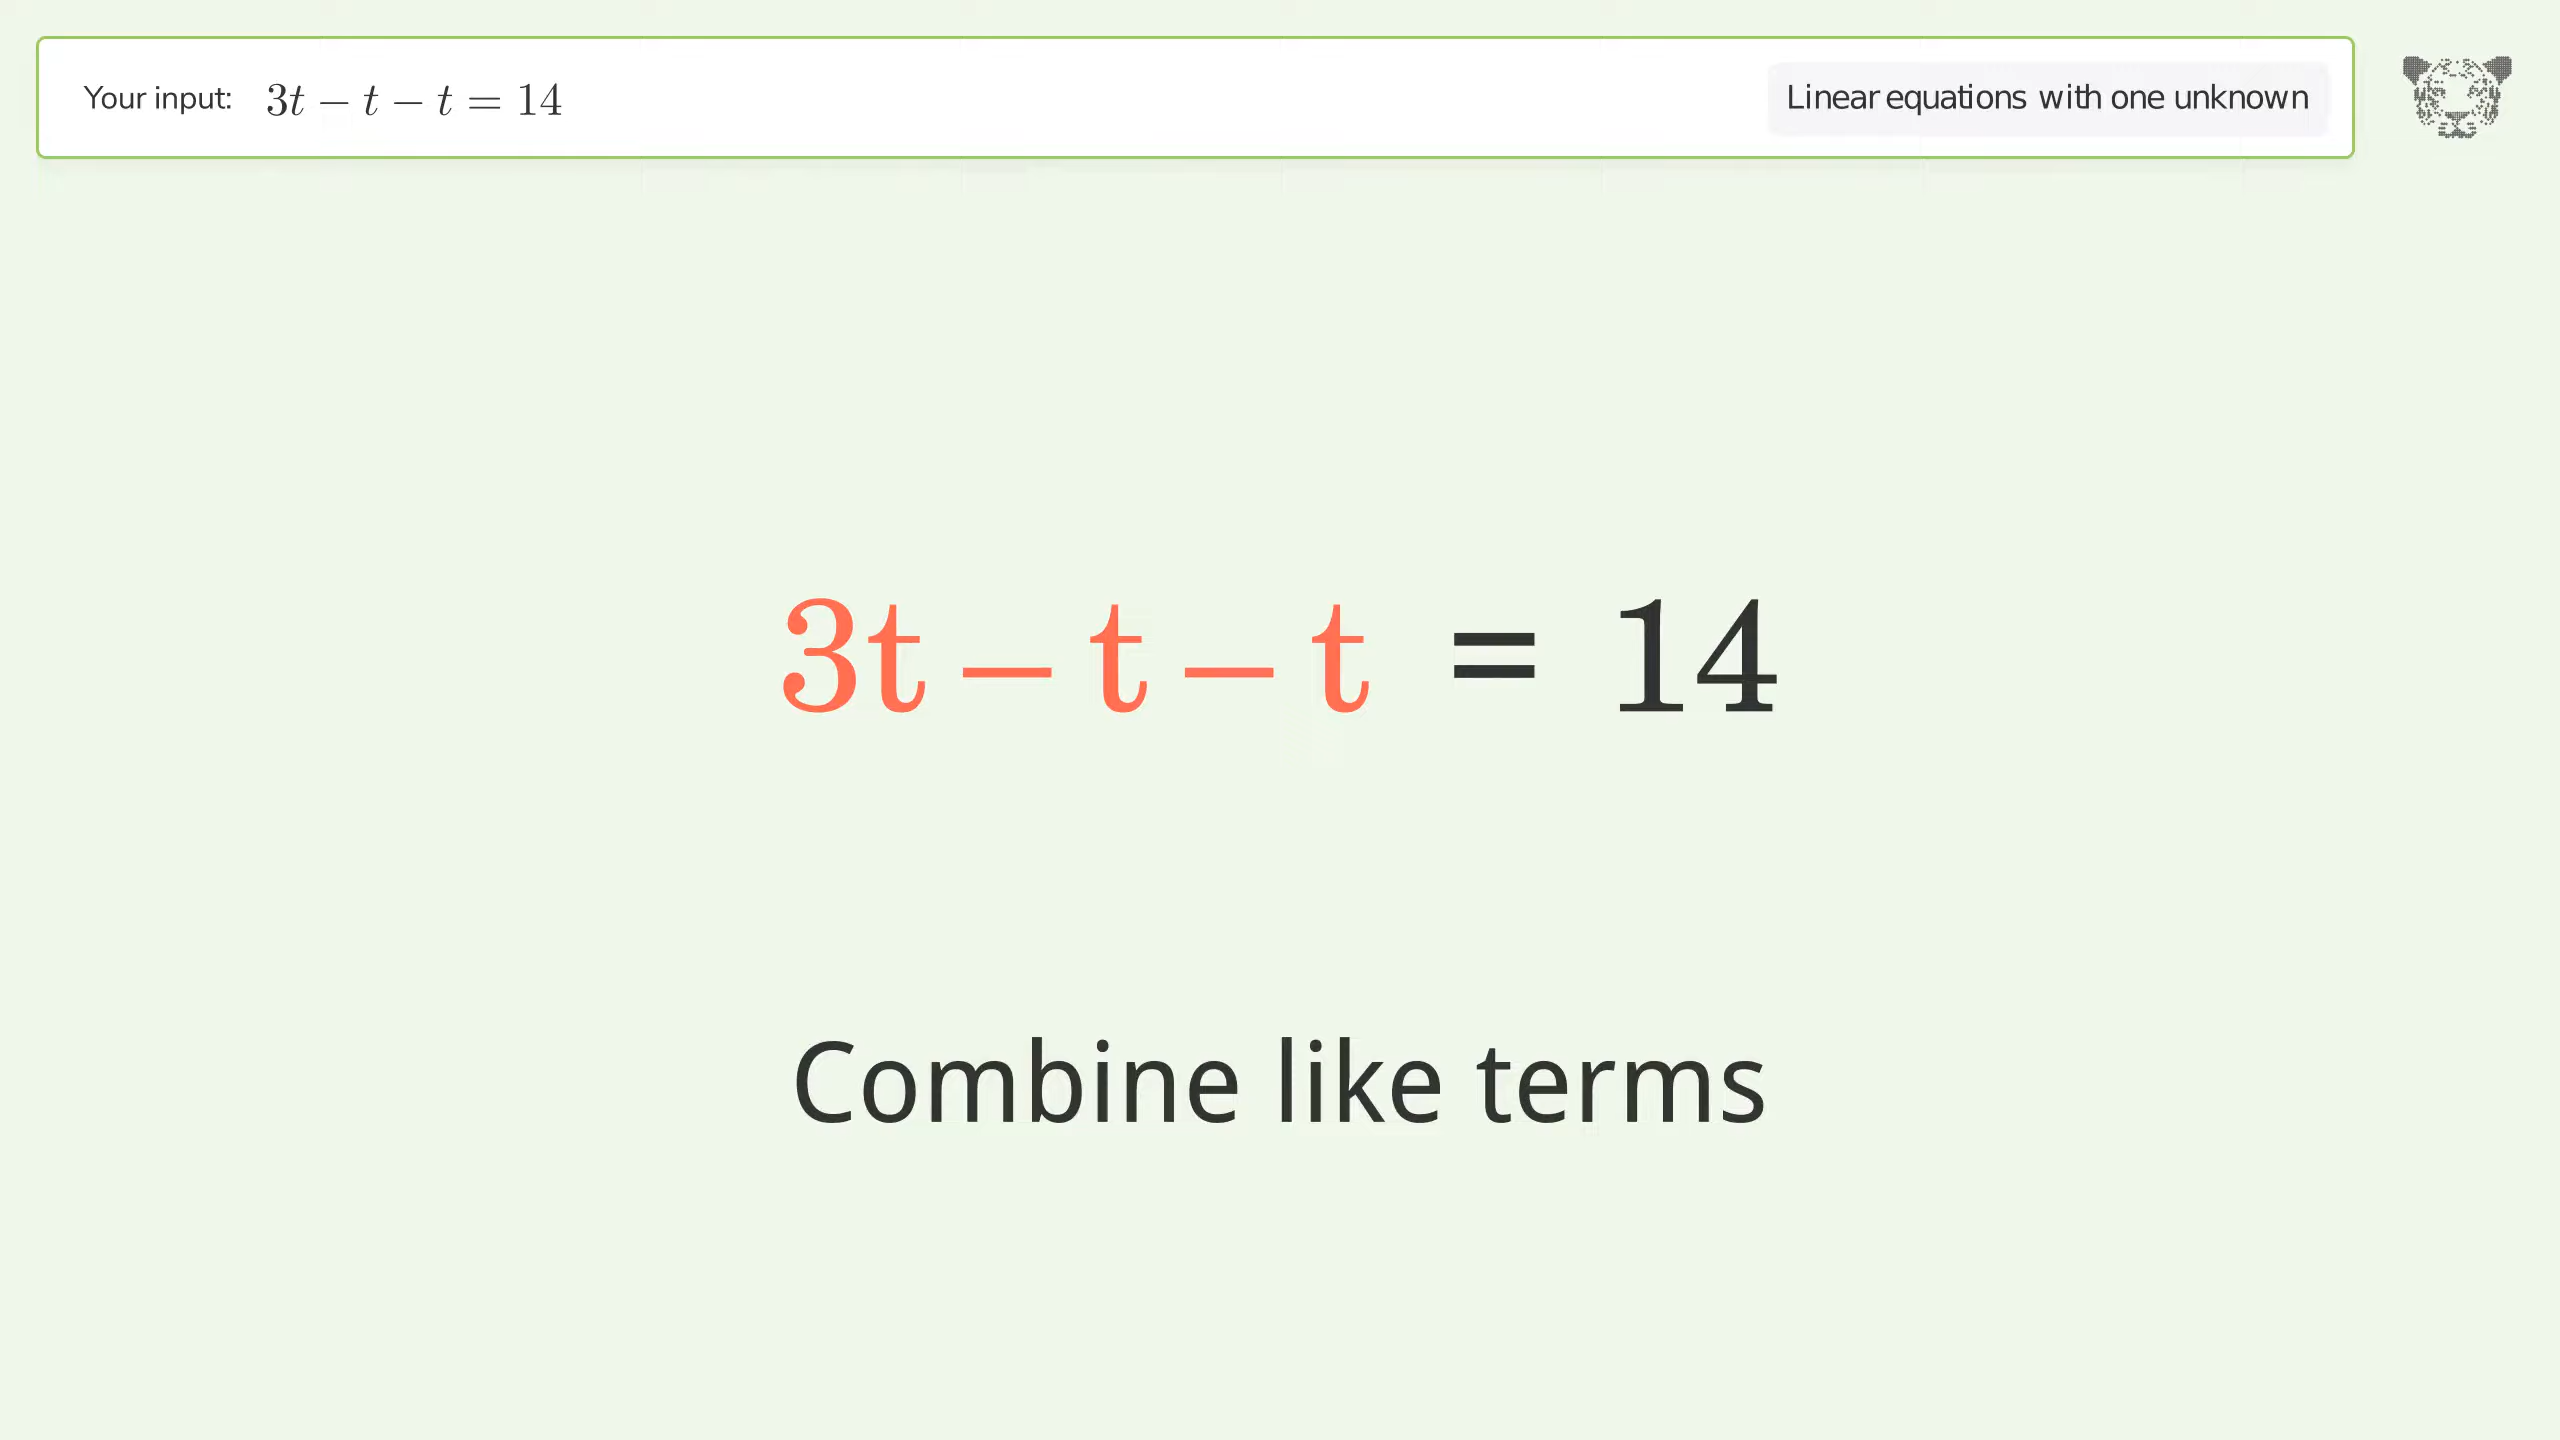 Your input: 3t − t − t = 14
Linear equations with one unknown
3t – t – t = 14
Combine like terms